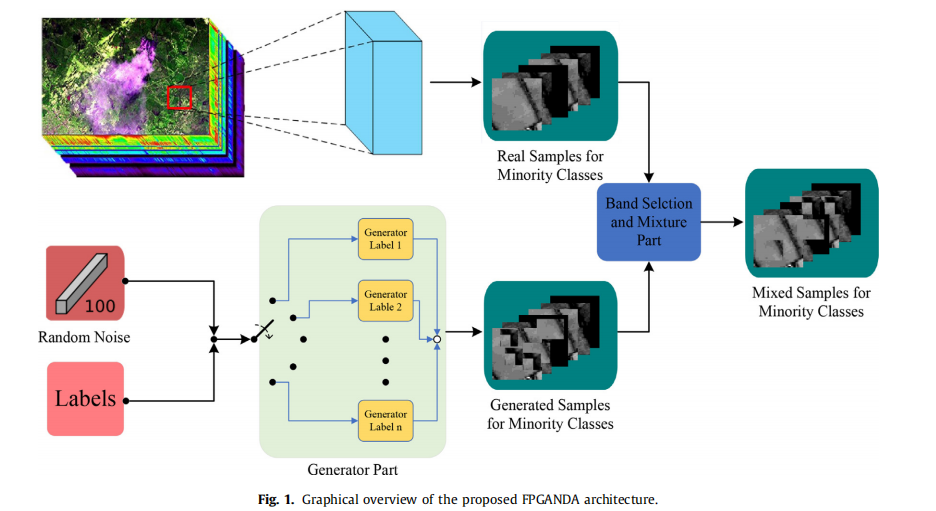 Real Samples for
Minority Classes
Band Selction
and Mixture
Part
Mixed Samples for
Minority Classes
100
Random Noise
Labels
Generator
Label 1
Generator
Lable 2
Generator
Label n
Generator Part
Generated Samples
for Minority Classes
Fig. 1. Graphical overview of the proposed FPGANDA architecture.